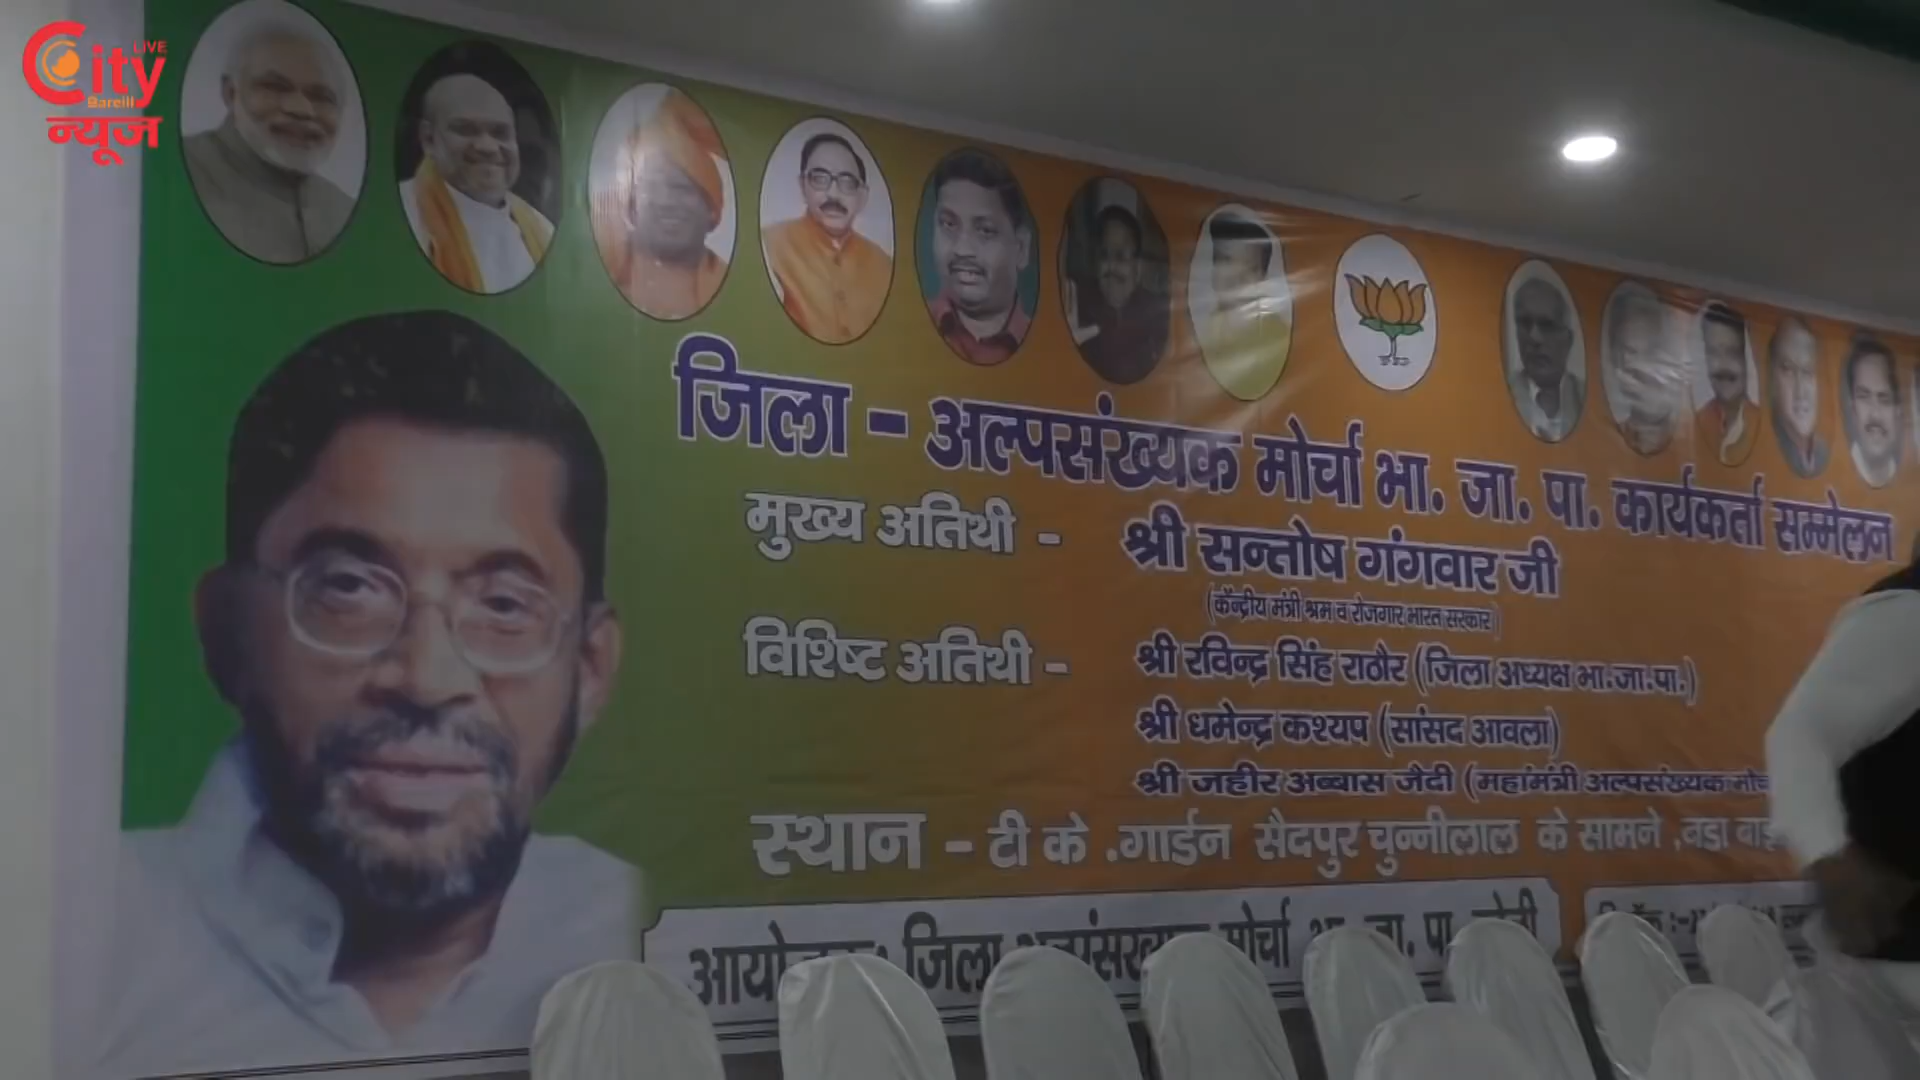 City LIVE
Bareilly
न्यूज
जिला - अल्पसंख्यक मोर्चा भा. जा. पा. कार्यकर्ता सम्मेलन
मुख्य अतिथी - श्री सन्तोष गंगवार जी
(केंन्द्रीय मंत्री श्रम व रोजगार भारत सरकार)
विशिष्ट अतिथी - श्री रविन्द्र सिंह राठौर (जिला अध्यक्ष भा.जा.पा.)
श्री धमेन्द्र कश्यप (सांसद आवला)
श्री जहीर अब्बास जैदी (महांमंत्री अल्पसंख्यक
स्थान - टी के .गार्डन सैदपुर चुन्नीलाल के सामने ,वडा
जिला मोर्चा